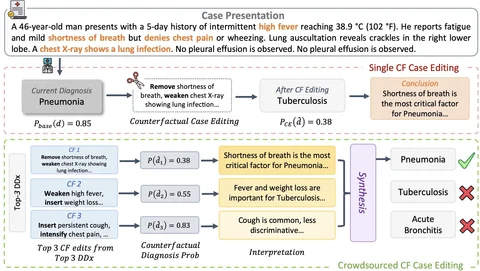 Case Presentation
A 46-year-old man presents with a 5-day history of intermittent high fever reaching 38.9 °C (102 °F). He reports fatigue
and mild shortness of breath but denies chest pain or wheezing. Lung auscultation reveals crackles in the right lower
lobe. A chest X-ray shows a lung infection. No pleural effusion is observed. No pleural effusion is observed.
Single CF Case Editing
Current Diagnosis
Pneumonia
P_base(d) = 0.85
Remove shortness of
breath, weaken chest X-ray
showing lung infection...
Counterfactual Case Editing
After CF Editing
Tuberculosis
P_CE(d̂) = 0.38
Conclusion
Shortness of breath is
the most critical factor
for Pneumonia...
Top-3 DDx
CF 1
Remove shortness of
breath, weaken chest X-ray
showing lung infection...
P(d̂₁) = 0.38
Shortness of breath is the most
critical factor for Pneumonia...
CF 2
Weaken high fever,
insert weight loss...
P(d̂₂) = 0.55
Fever and weight loss are
important for Tuberculosis...
CF 3
Insert persistent cough,
intensify chest pain, ...
P(d̂₃) = 0.83
Cough is common, less
discriminative...
Top 3 CF edits from
Top 3 DDx
Counterfactual
Diagnosis Prob
Interpretation
Synthesis
Pneumonia
Tuberculosis
Acute
Bronchitis
Crowdsourced CF Case Editing